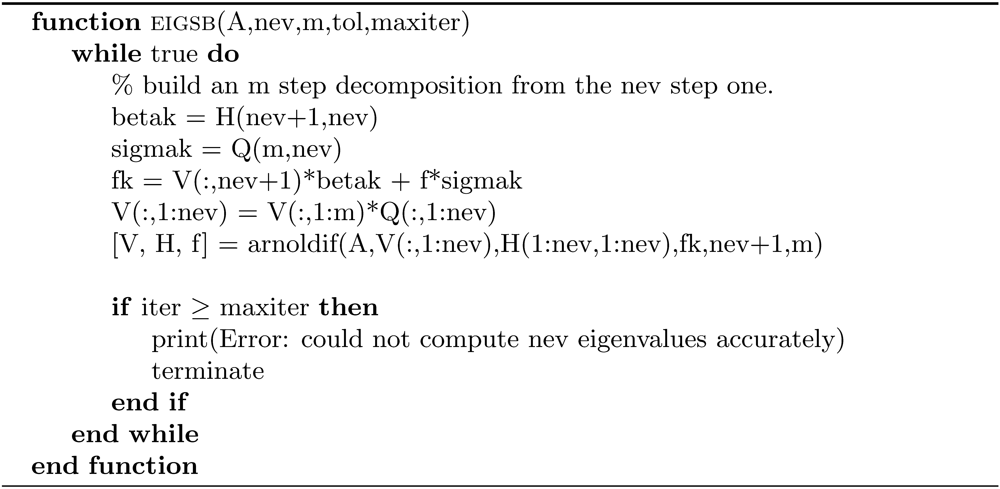 function EIGSB(A,nev,m,tol,maxiter)
while true do
% build an m step decomposition from the nev step one.
betak = H(nev+1,nev)
sigmak = Q(m,nev)
fk = V(:,nev+1)*betak + f*sigmak
V(:,1:nev) = V(:,1:m)*Q(:,1:nev)
[V, H, f] = arnoldif(A,V(:,1:nev),H(1:nev,1:nev),fk,nev+1,m)
if iter ≥ maxiter then
print(Error: could not compute nev eigenvalues accurately)
terminate
end if
end while
end function